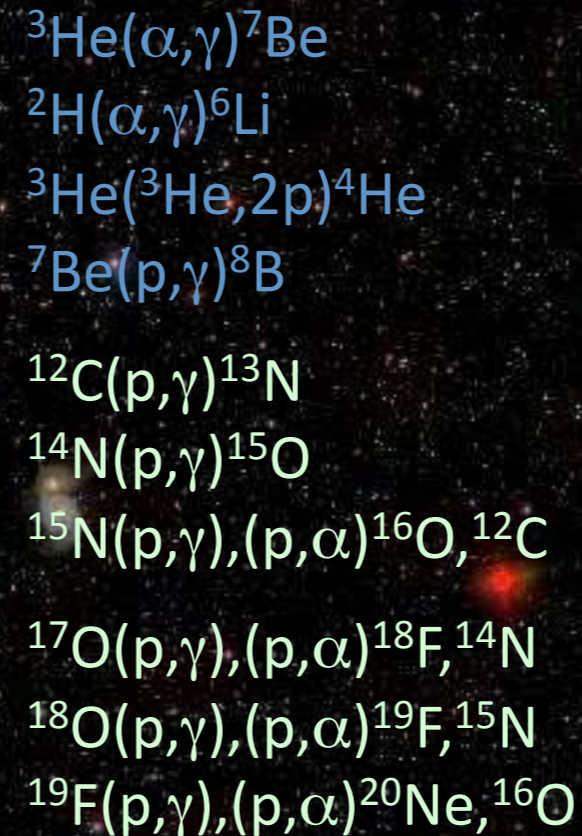 ³He(α,γ)⁷Be
²H(α,γ)⁶Li
³He(³He,2p)⁴He
⁷Be(p,γ)⁸B
¹²C(p,γ)¹³N
¹⁴N(p,γ)¹⁵O
¹⁵N(p,γ),(p,α)¹⁶O,¹²C
¹⁷O(p,γ),(p,α)¹⁸F,¹⁴N
¹⁸O(p,γ),(p,α)¹⁹F,¹⁵N
¹⁹F(p,γ),(p,α)²⁰Ne,¹⁶O